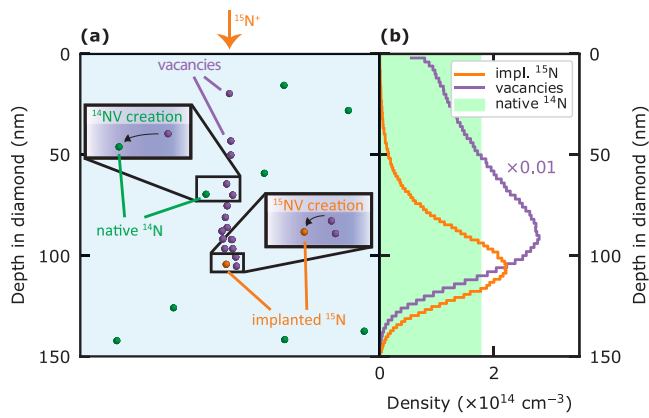 ¹⁵N⁺
(a)
(b)
0
50
100
150
Depth in diamond (nm)
vacancies
¹⁴NV creation
native ¹⁴N
¹⁵NV creation
implanted ¹⁵N
impl. ¹⁵N
vacancies
native ¹⁴N
×0.01
0
50
100
150
Depth in diamond (nm)
0
2
Density (×10¹⁴ cm⁻³)